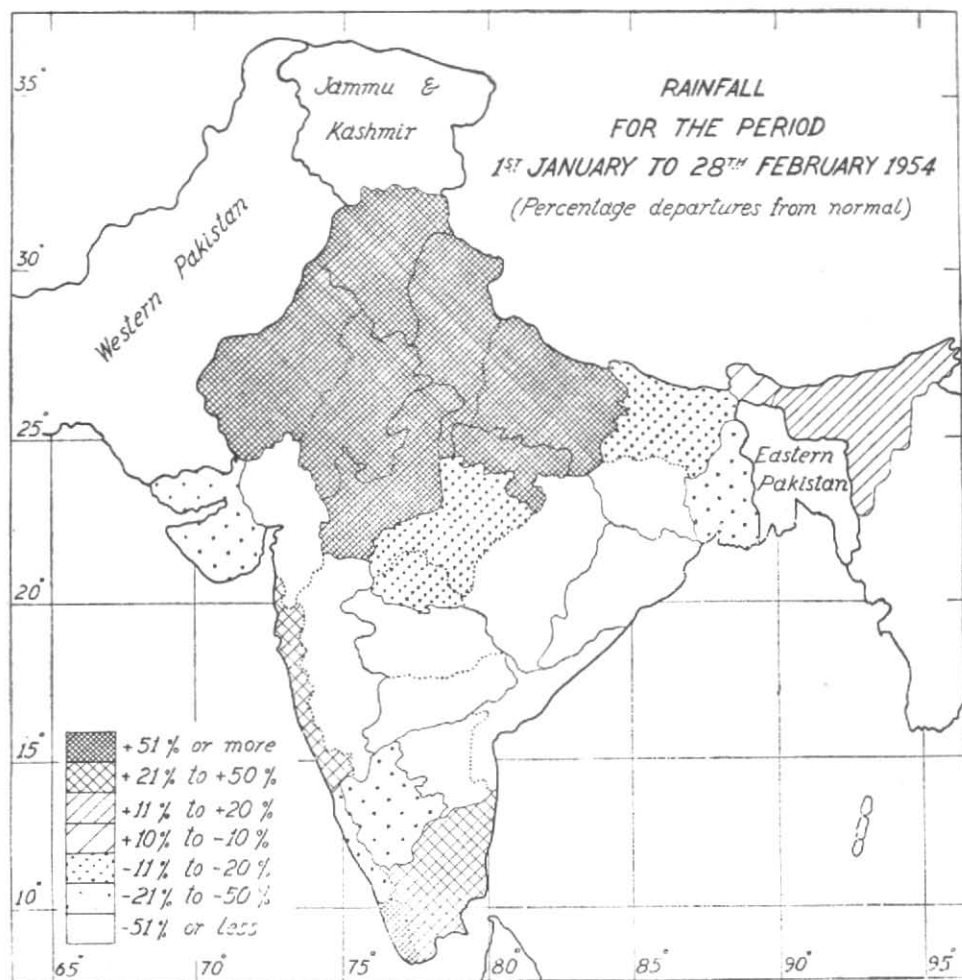 RAINFALL
FOR THE PERIOD
1ST JANUARY TO 28TH FEBRUARY 1954
(Percentage departures from normal)
Jammu &
Kashmir
Western Pakistan
Eastern
Pakistan
35°
30°
25°
20°
15°
10°
+51% or more
+21% to +50%
+11% to +20%
+10% to -10%
-11% to -20%
-21% to -50%
-51% or less
65° 70° 75° 80° 85° 90° 95°